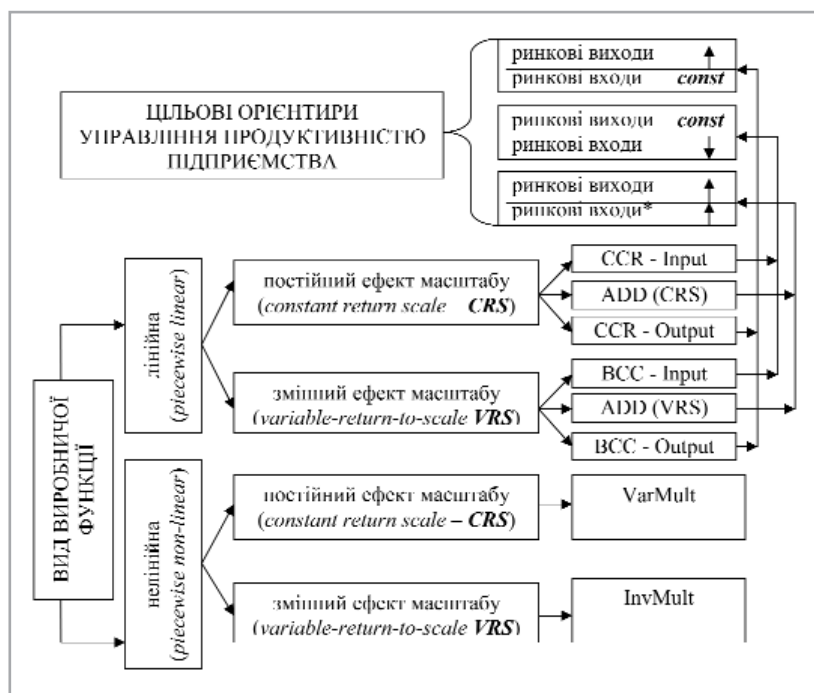 ринкові виходи
ринкові входи const
ЦІЛЬОВІ ОРІЄНТИРИ
УПРАВЛІННЯ ПРОДУКТИВНІСТЮ
ПІДПРИЄМСТВА
ринкові виходи const
ринкові входи
ринкові виходи
ринкові входи*
ВИД ВИРОБНИЧОЇ
ФУНКЦІЇ
лінійна
(piecewise linear)
постійний ефект масштабу
(constant return scale CRS)
CCR - Input
ADD (CRS)
CCR - Output
змінний ефект масштабу
(variable-return-to-scale VRS)
BCC - Input
ADD (VRS)
BCC - Output
нелінійна
(piecewise non-linear)
постійний ефект масштабу
(constant return scale – CRS)
VarMult
змінний ефект масштабу
(variable-return-to-scale VRS)
InvMult